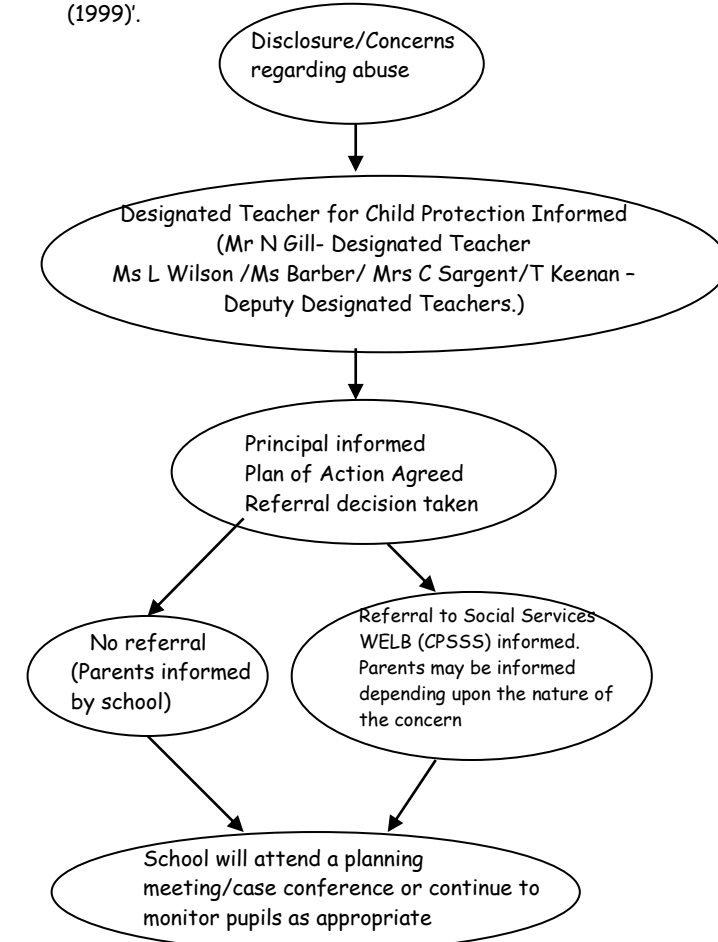 (1999)’.
Disclosure/Concerns
regarding abuse
Designated Teacher for Child Protection Informed
(Mr N Gill- Designated Teacher
Ms L Wilson /Ms Barber/ Mrs C Sargent/T Keenan –
Deputy Designated Teachers.)
Principal informed
Plan of Action Agreed
Referral decision taken
No referral
(Parents informed
by school)
Referral to Social Services
WELB (CPSSS) informed.
Parents may be informed
depending upon the nature of
the concern
School will attend a planning
meeting/case conference or continue to
monitor pupils as appropriate